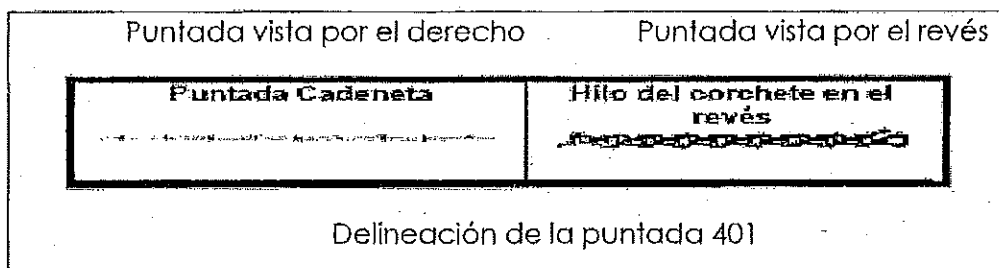 Puntada vista por el derecho Puntada vista por el revés
Puntada Cadeneta Hilo del corchete en el
revés
Delineación de la puntada 401